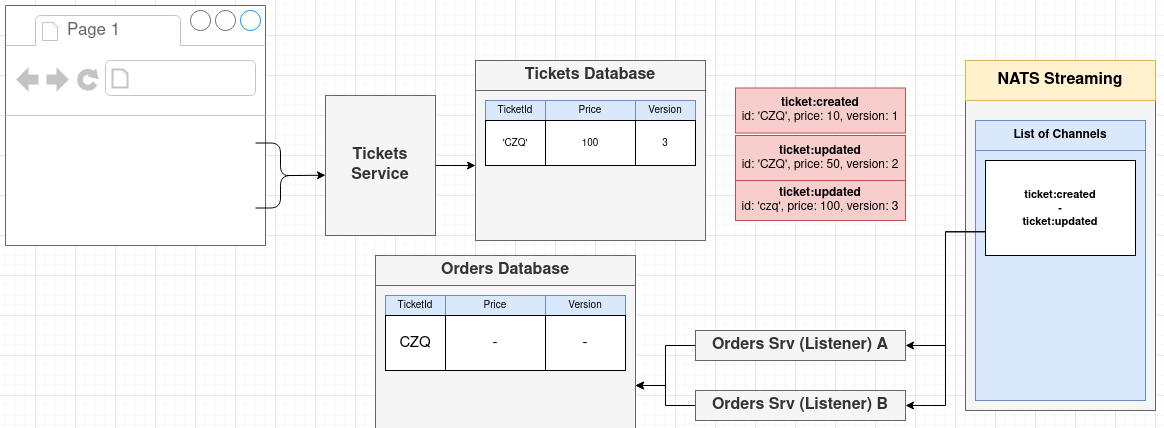 Page 1
Tickets
Service
Tickets Database
TicketId Price Version
'CZQ' 100 3
ticket:created
id: 'CZQ', price: 10, version: 1
ticket:updated
id: 'CZQ', price: 50, version: 2
ticket:updated
id: 'czq', price: 100, version: 3
NATS Streaming
List of Channels
ticket:created
-
ticket:updated
Orders Database
TicketId Price Version
CZQ - -
Orders Srv (Listener) A
Orders Srv (Listener) B